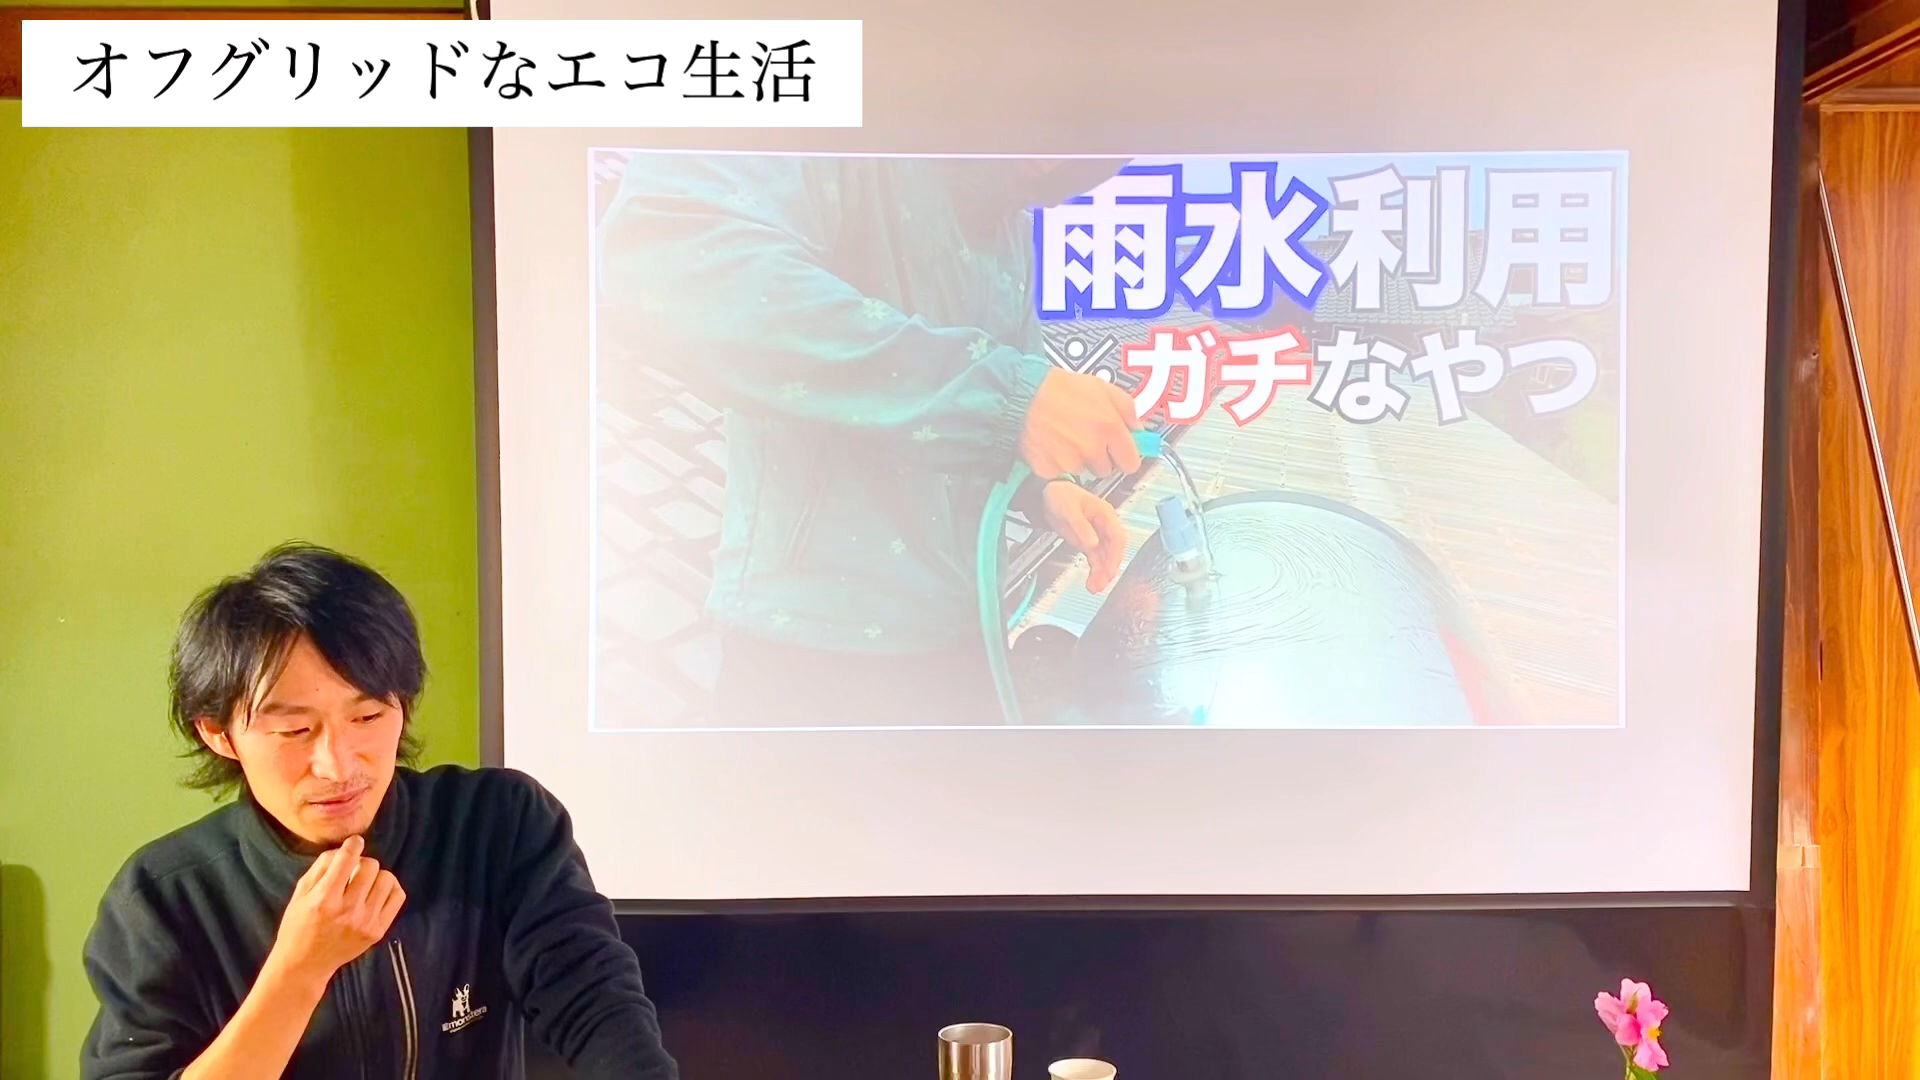 オフグリッドなエコ生活
雨水利用
※ガチなやつ